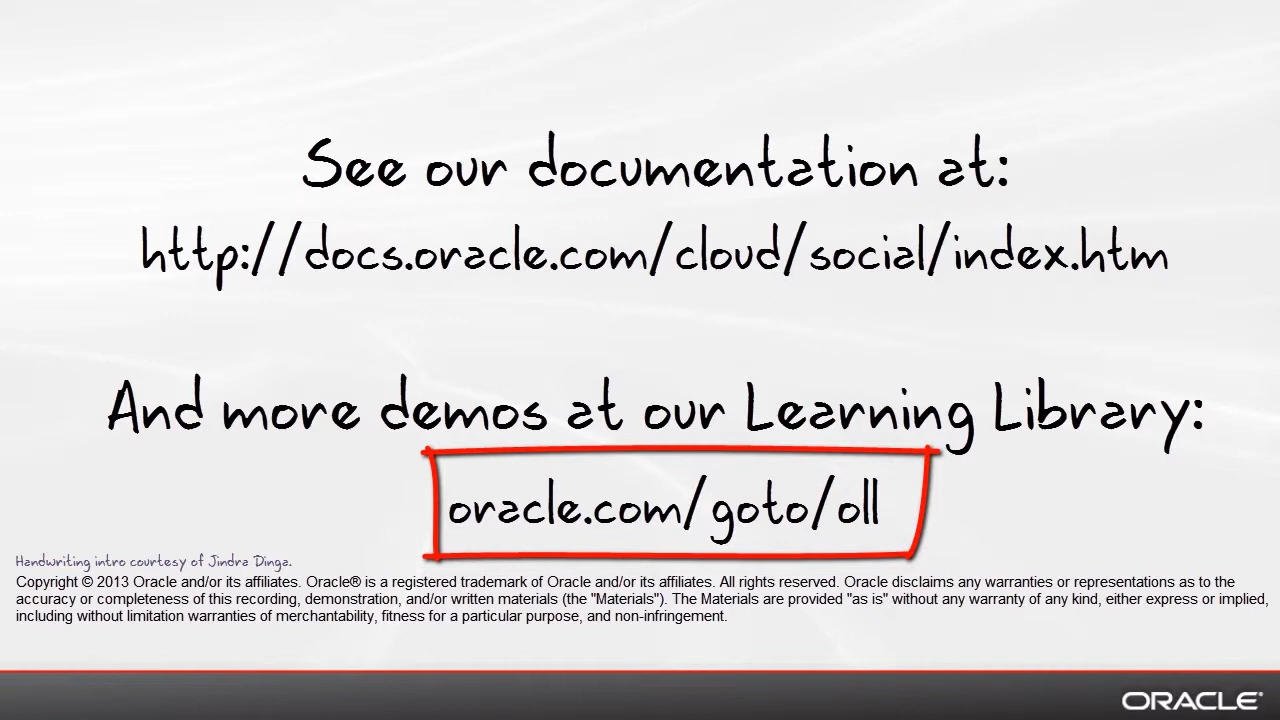 See our documentation at:
http://docs.oracle.com/cloud/social/index.htm
And more demos at our Learning Library:
oracle.com/goto/oll
Handwriting intro courtesy of Jindra Dinga.
Copyright © 2013 Oracle and/or its affiliates. Oracle® is a registered trademark of Oracle and/or its affiliates. All rights reserved. Oracle disclaims any warranties or representations as to the
accuracy or completeness of this recording, demonstration, and/or written materials (the "Materials"). The Materials are provided "as is" without any warranty of any kind, either express or implied,
including without limitation warranties of merchantability, fitness for a particular purpose, and non-infringement.
ORACLE®